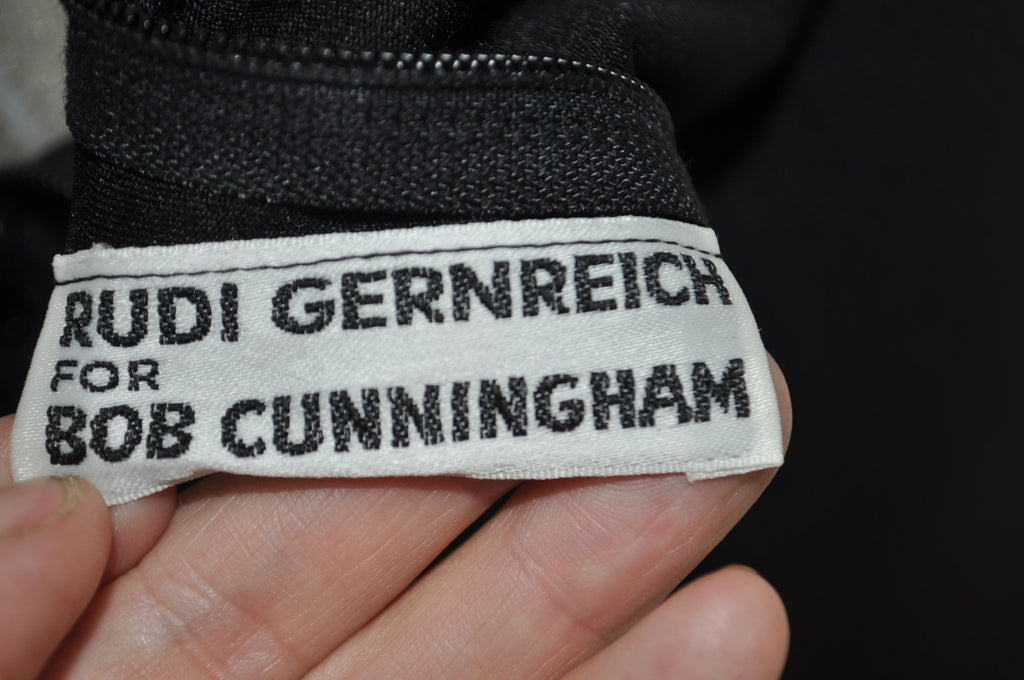 RUDI GERNREICH
FOR
BOB CUNNINGHAM